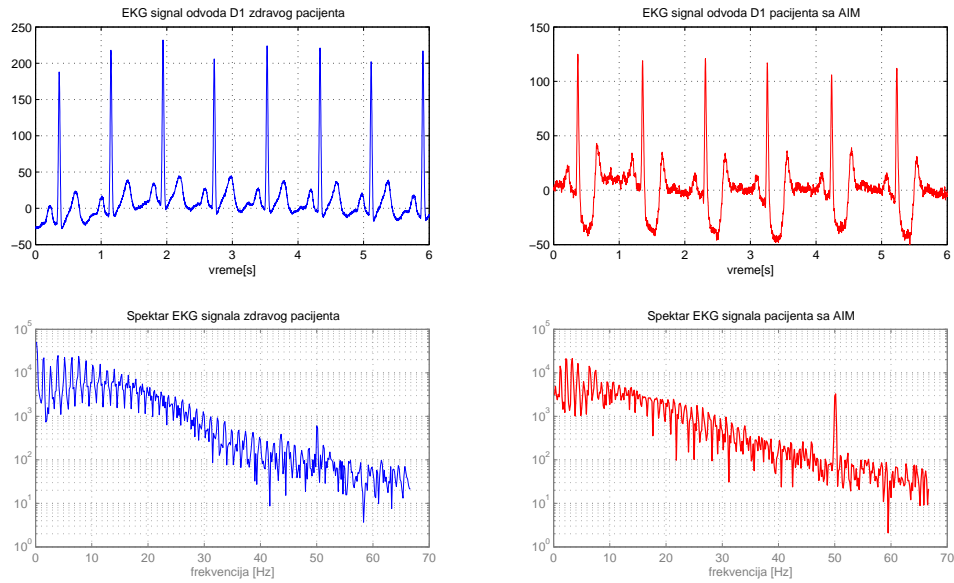 EKG signal odvoda D1 zdravog pacijenta
250
200
150
100
50
0
−50
0 1 2 3 4 5 6
vreme[s]
EKG signal odvoda D1 pacijenta sa AIM
150
100
50
0
−50
0 1 2 3 4 5 6
vreme[s]
Spektar EKG signala zdravog pacijenta
10^5
10^4
10^3
10^2
10^1
10^0
0 10 20 30 40 50 60 70
frekvencija [Hz]
Spektar EKG signala pacijenta sa AIM
10^5
10^4
10^3
10^2
10^1
10^0
0 10 20 30 40 50 60 70
frekvencija [Hz]